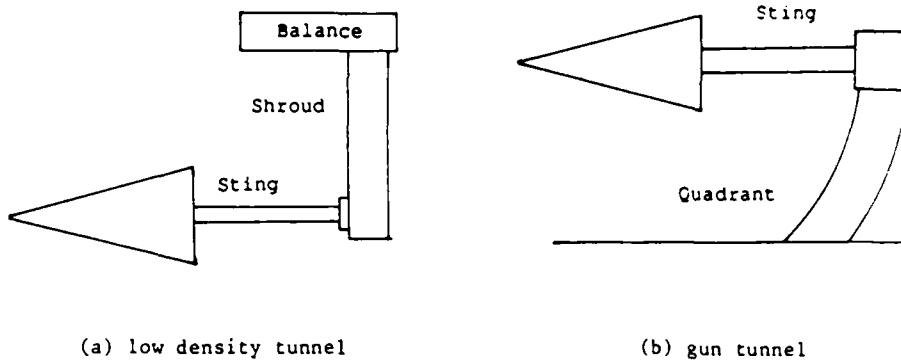 Balance
Shroud
Sting
(a) low density tunnel
Sting
Quadrant
(b) gun tunnel